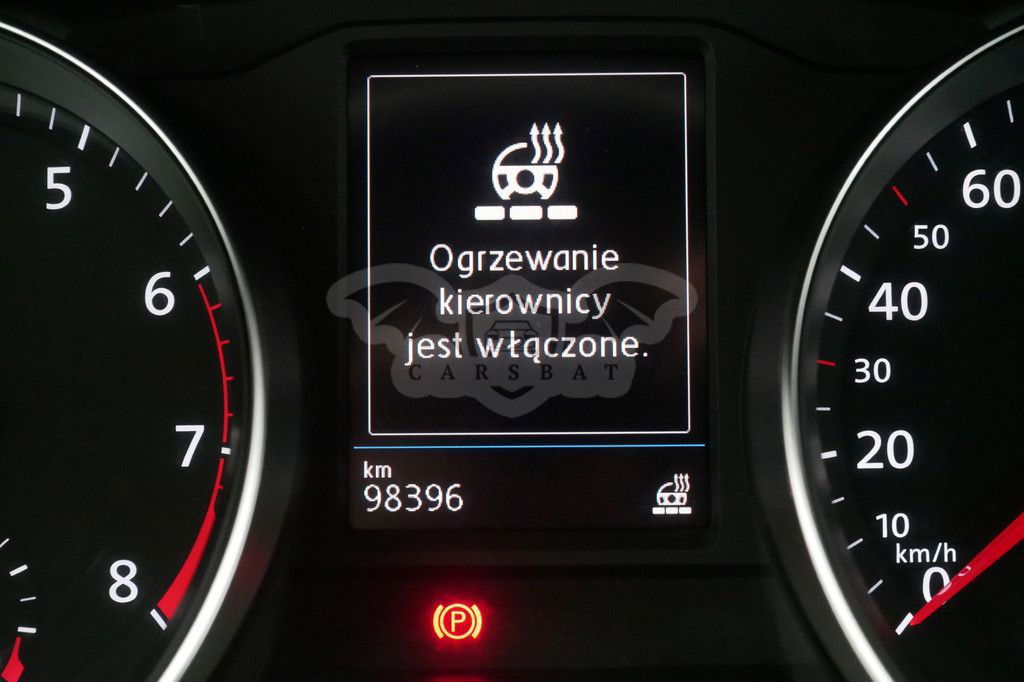 5
6
7
8
Ogrzewanie
kierownicy
jest włączone.
CARSBAT
km
98396
P
60
50
40
30
20
10
km/h
0